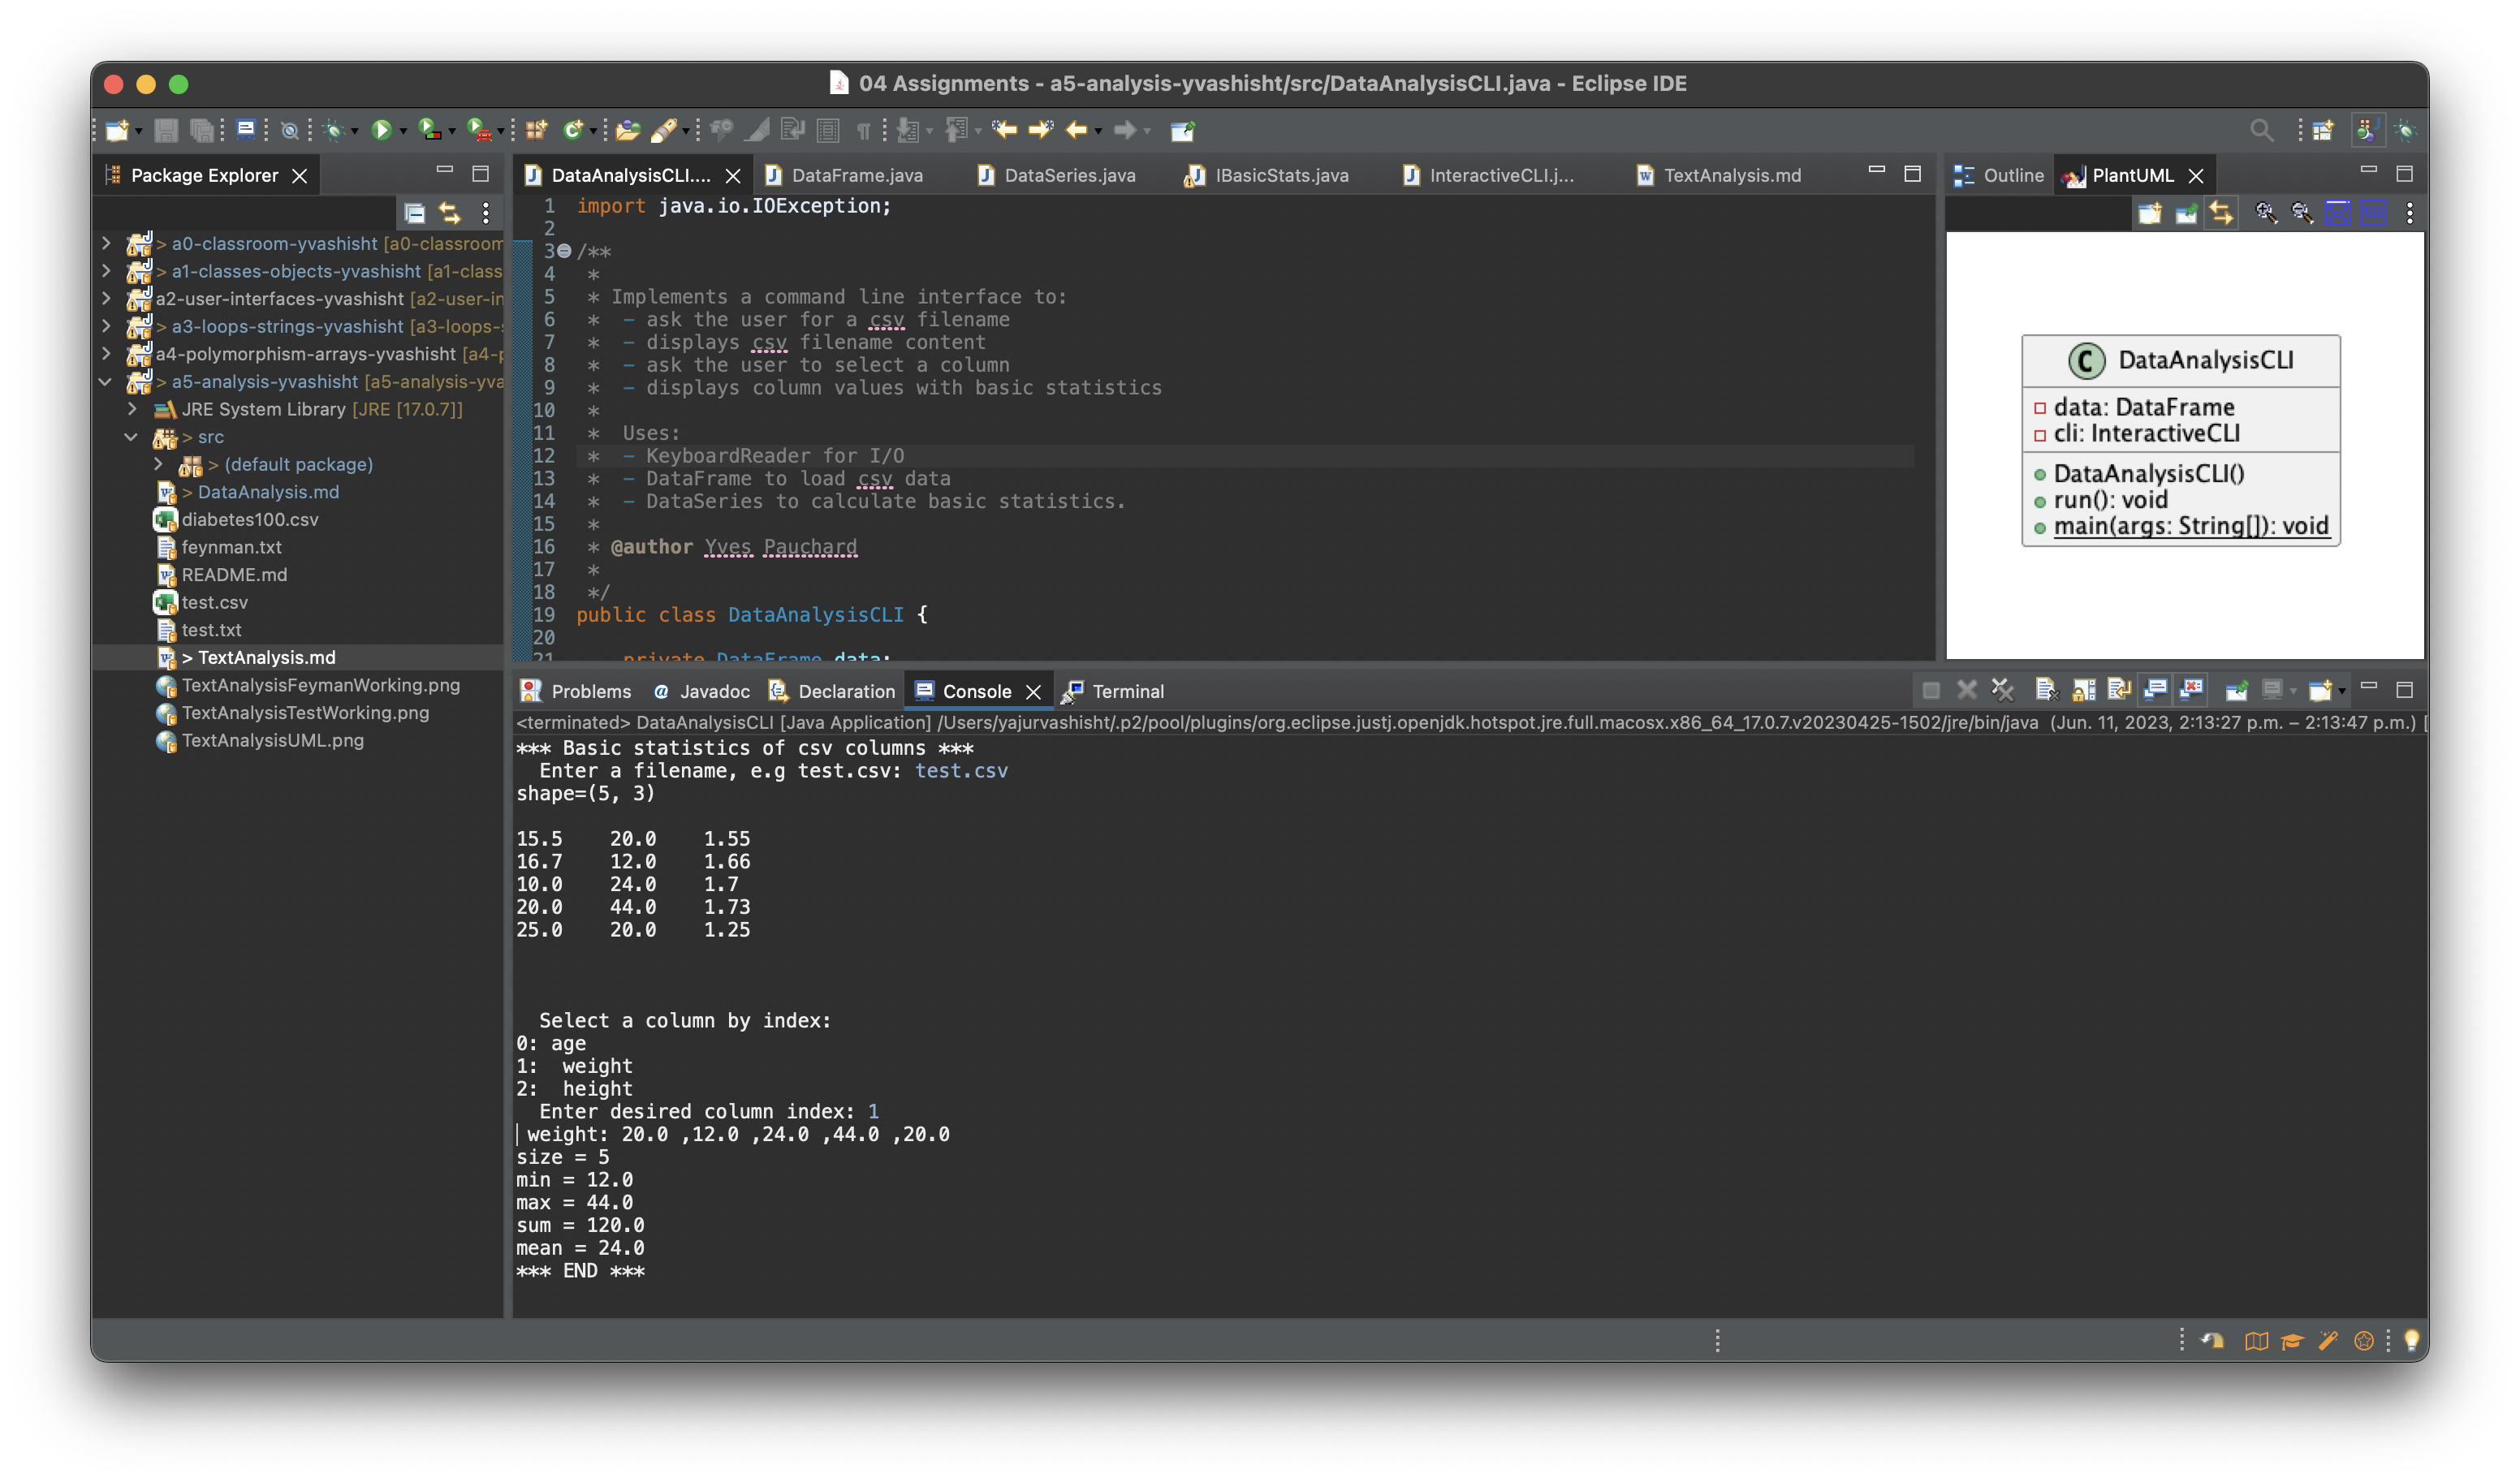 04 Assignments - a5-analysis-yvashisht/src/DataAnalysisCLI.java - Eclipse IDE
Package Explorer
> a0-classroom-yvashisht [a0-classroom
> a1-classes-objects-yvashisht [a1-class
a2-user-interfaces-yvashisht [a2-user-in
> a3-loops-strings-yvashisht [a3-loops-s
a4-polymorphism-arrays-yvashisht [a4-p
> a5-analysis-yvashisht [a5-analysis-yva
JRE System Library [JRE [17.0.7]]
> src
> (default package)
> DataAnalysis.md
diabetes100.csv
feynman.txt
README.md
test.csv
test.txt
> TextAnalysis.md
TextAnalysisFeymanWorking.png
TextAnalysisTestWorking.png
TextAnalysisUML.png
DataAnalysisCLI.... DataFrame.java DataSeries.java IBasicStats.java InteractiveCLI.j... TextAnalysis.md
1 import java.io.IOException;
2
3 /**
4 *
5 * Implements a command line interface to:
6 * - ask the user for a csv filename
7 * - displays csv filename content
8 * - ask the user to select a column
9 * - displays column values with basic statistics
10 *
11 * Uses:
12 * - KeyboardReader for I/O
13 * - DataFrame to load csv data
14 * - DataSeries to calculate basic statistics.
15 *
16 * @author Yves Pauchard
17 *
18 */
19 public class DataAnalysisCLI {
20
21 private DataFrame data;
Outline PlantUML
C DataAnalysisCLI
data: DataFrame
cli: InteractiveCLI
DataAnalysisCLI()
run(): void
main(args: String[]): void
Problems @ Javadoc Declaration Console Terminal
<terminated> DataAnalysisCLI [Java Application] /Users/yajurvashisht/.p2/pool/plugins/org.eclipse.justj.openjdk.hotspot.jre.full.macosx.x86_64_17.0.7.v20230425-1502/jre/bin/java (Jun. 11, 2023, 2:13:27 p.m. – 2:13:47 p.m.) [
*** Basic statistics of csv columns ***
Enter a filename, e.g test.csv: test.csv
shape=(5, 3)
15.5 20.0 1.55
16.7 12.0 1.66
10.0 24.0 1.7
20.0 44.0 1.73
25.0 20.0 1.25
Select a column by index:
0: age
1: weight
2: height
Enter desired column index: 1
weight: 20.0 ,12.0 ,24.0 ,44.0 ,20.0
size = 5
min = 12.0
max = 44.0
sum = 120.0
mean = 24.0
*** END ***